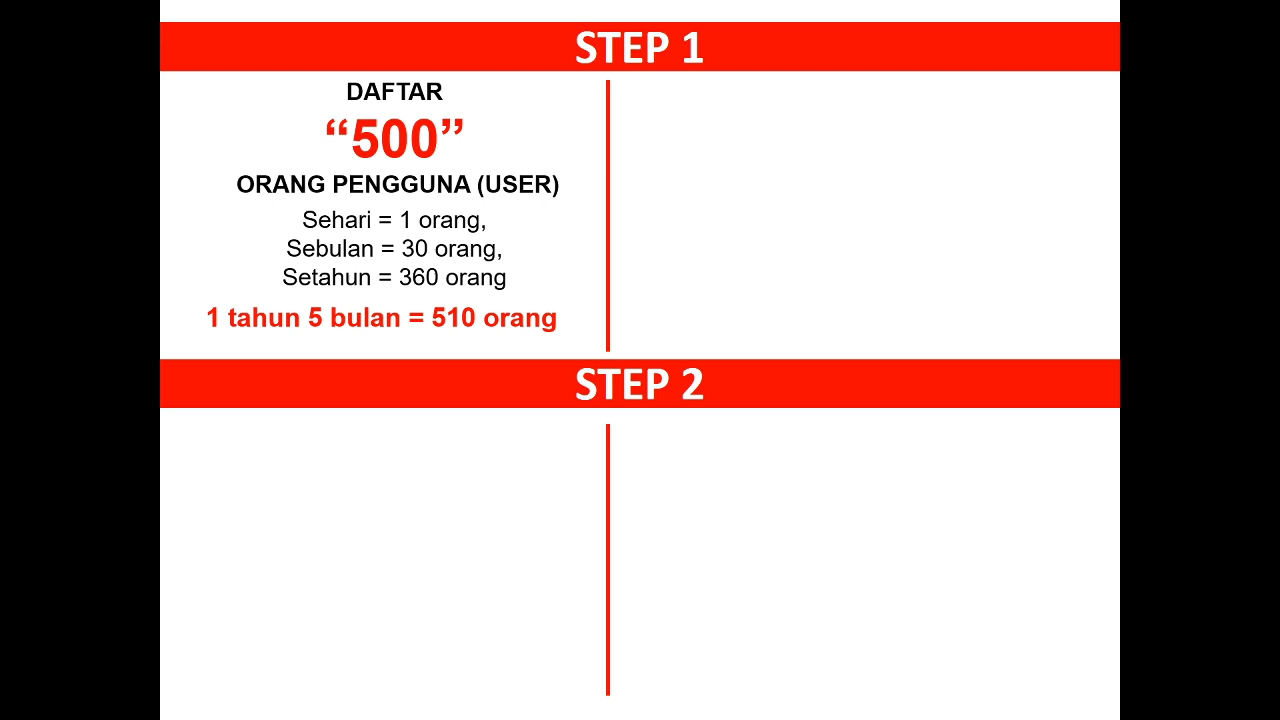 STEP 1
DAFTAR
“500”
ORANG PENGGUNA (USER)
Sehari = 1 orang,
Sebulan = 30 orang,
Setahun = 360 orang
1 tahun 5 bulan = 510 orang
STEP 2